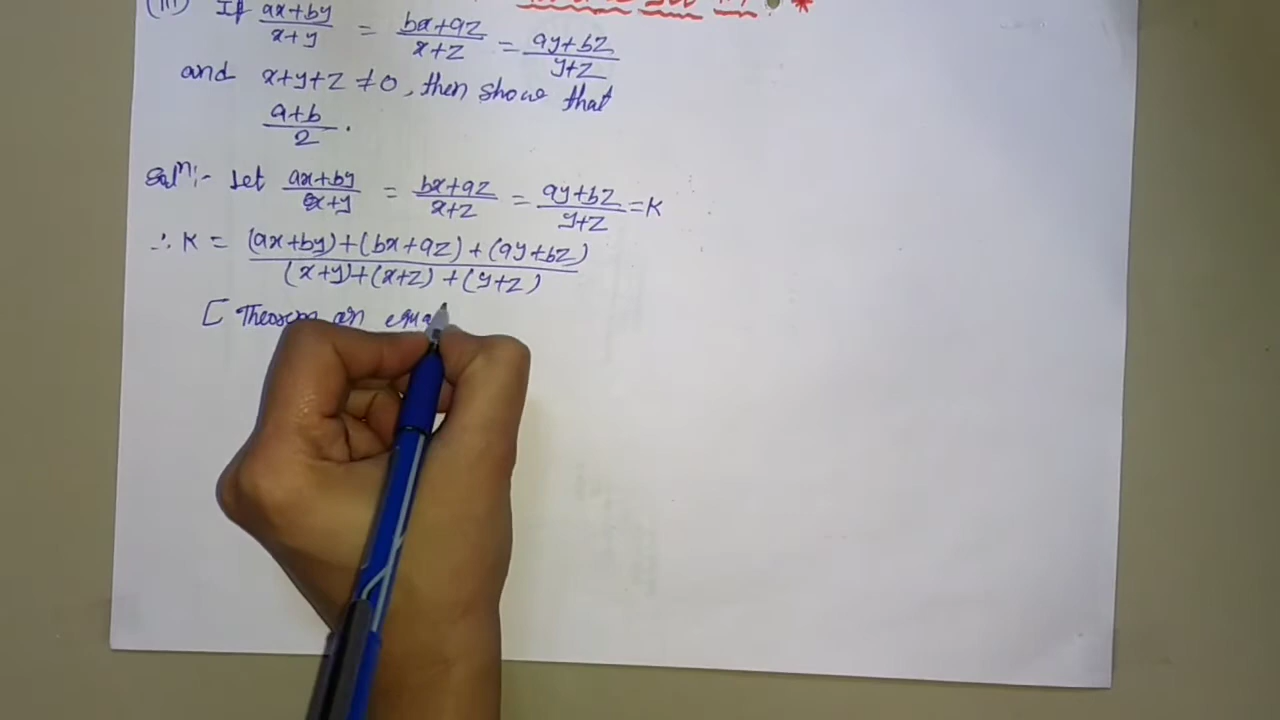 (iii) If (ax+by)/(x+y) = (bx+az)/(x+z) = (ay+bz)/(y+z)
and x+y+z ≠ 0, then show that
(a+b)/2 .
Solⁿ:- Let (ax+by)/(x+y) = (bx+az)/(x+z) = (ay+bz)/(y+z) = K
∴ K = ((ax+by)+(bx+az)+(ay+bz))/((x+y)+(x+z)+(y+z))
[ Theorem on equa